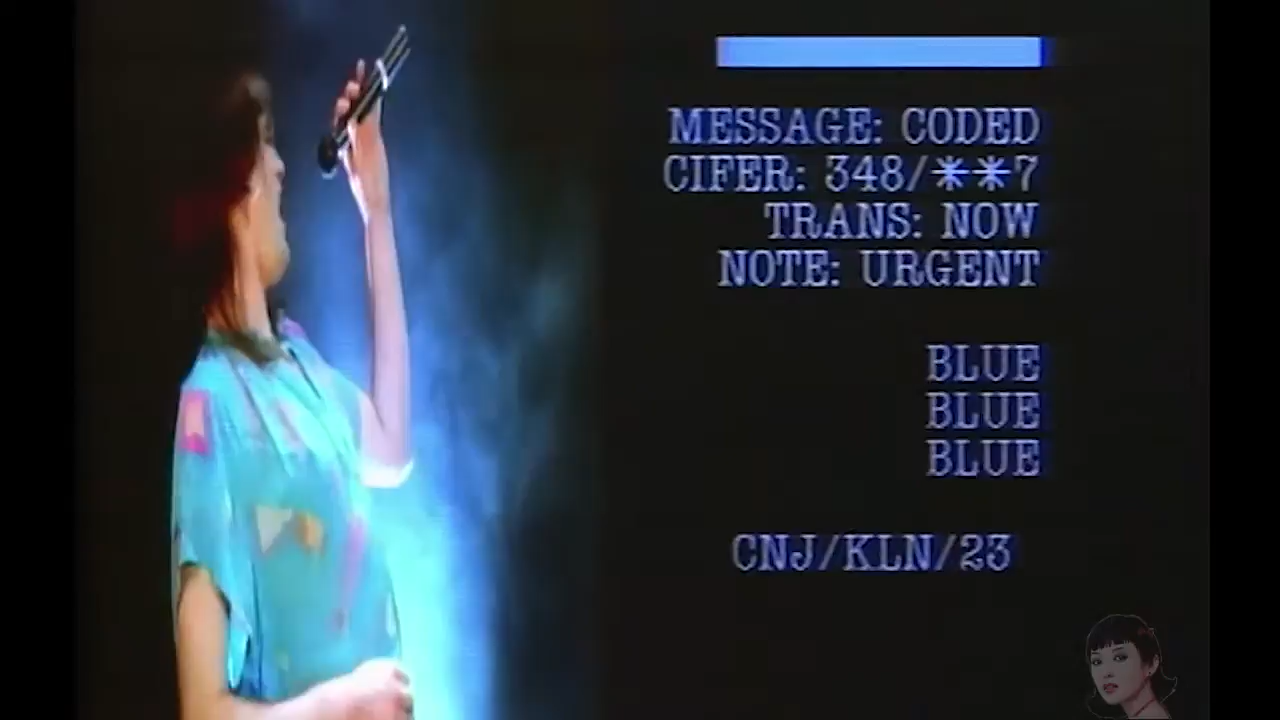 MESSAGE: CODED
CIFER: 348/**7
TRANS: NOW
NOTE: URGENT
BLUE
BLUE
BLUE
CNJ/KLN/23